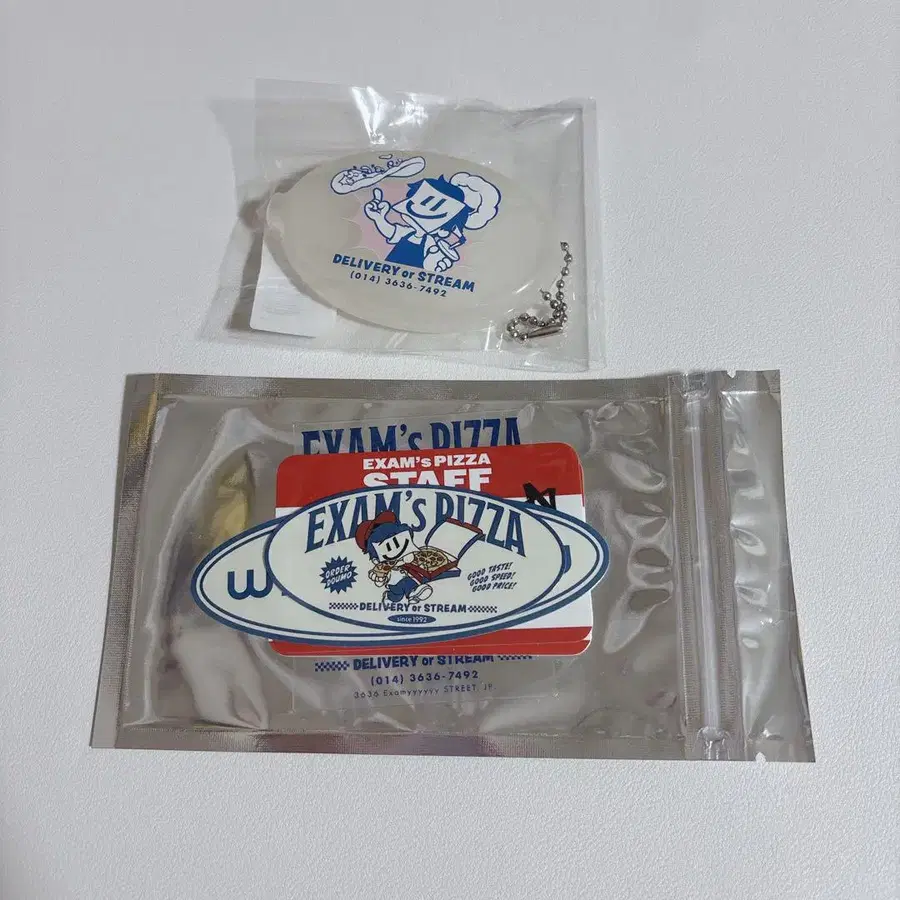 DELIVERY or STREAM
(014) 3636-7492
EXAM's PIZZA
EXAM's PIZZA
STAFF
EXAM'S PIZZA
ORDER
DOUMO
GOOD TASTE!
GOOD SPEED!
GOOD PRICE!
W
DELIVERY or STREAM
since 1992
DELIVERY or STREAM
(014) 3636-7492
3636 Examyyyyyy STREET, JP.